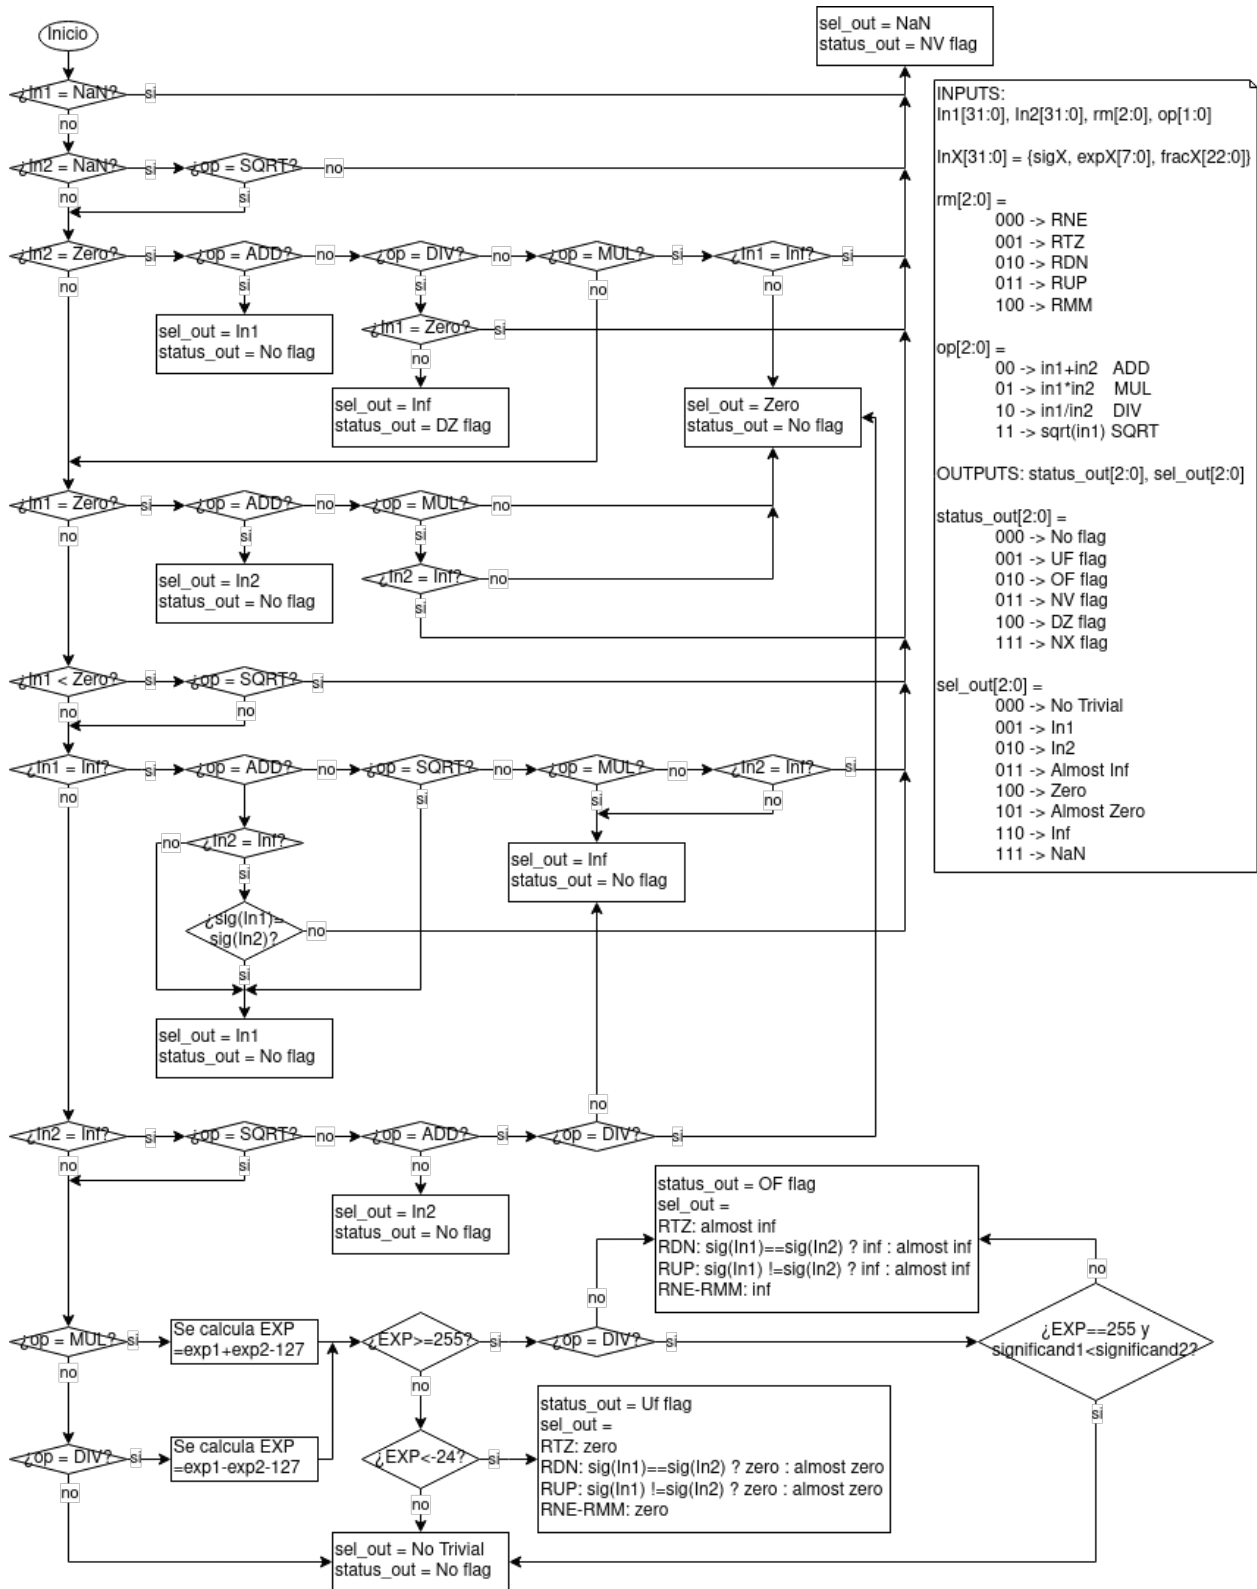 Inicio
sel_out = NaN
status_out = NV flag
¿In1 = NaN?
si
no
¿In2 = NaN?
si
¿op = SQRT?
no
no
si
¿In2 = Zero?
si
¿op = ADD?
no
¿op = DIV?
no
¿op = MUL?
si
¿In1 = Inf?
si
no
si
si
no
no
sel_out = In1
status_out = No flag
¿In1 = Zero?
si
no
sel_out = Inf
status_out = DZ flag
sel_out = Zero
status_out = No flag
¿In1 = Zero?
si
¿op = ADD?
no
¿op = MUL?
no
no
si
si
sel_out = In2
status_out = No flag
¿In2 = Inf?
no
si
¿In1 < Zero?
si
¿op = SQRT?
si
no
no
¿In1 = Inf?
si
¿op = ADD?
no
¿op = SQRT?
no
¿op = MUL?
no
¿In2 = Inf?
si
no
si
si
no
no
¿In2 = Inf?
si
sel_out = Inf
status_out = No flag
¿sig(In1)=
sig(In2)?
no
si
sel_out = In1
status_out = No flag
no
¿In2 = Inf?
si
¿op = SQRT?
no
¿op = ADD?
si
¿op = DIV?
si
no
si
no
sel_out = In2
status_out = No flag
status_out = OF flag
sel_out =
RTZ: almost inf
RDN: sig(In1)==sig(In2) ? inf : almost inf
RUP: sig(In1) !=sig(In2) ? inf : almost inf
RNE-RMM: inf
no
no
¿op = MUL?
si
Se calcula EXP
=exp1+exp2-127
¿EXP>=255?
si
¿op = DIV?
si
¿EXP==255 y
significand1<significand2?
no
no
si
¿op = DIV?
si
Se calcula EXP
=exp1-exp2-127
¿EXP<-24?
si
status_out = Uf flag
sel_out =
RTZ: zero
RDN: sig(In1)==sig(In2) ? zero : almost zero
RUP: sig(In1) !=sig(In2) ? zero : almost zero
RNE-RMM: zero
no
no
sel_out = No Trivial
status_out = No flag
INPUTS:
In1[31:0], In2[31:0], rm[2:0], op[1:0]
InX[31:0] = {sigX, expX[7:0], fracX[22:0]}
rm[2:0] =
000 -> RNE
001 -> RTZ
010 -> RDN
011 -> RUP
100 -> RMM
op[2:0] =
00 -> in1+in2 ADD
01 -> in1*in2 MUL
10 -> in1/in2 DIV
11 -> sqrt(in1) SQRT
OUTPUTS: status_out[2:0], sel_out[2:0]
status_out[2:0] =
000 -> No flag
001 -> UF flag
010 -> OF flag
011 -> NV flag
100 -> DZ flag
111 -> NX flag
sel_out[2:0] =
000 -> No Trivial
001 -> In1
010 -> In2
011 -> Almost Inf
100 -> Zero
101 -> Almost Zero
110 -> Inf
111 -> NaN